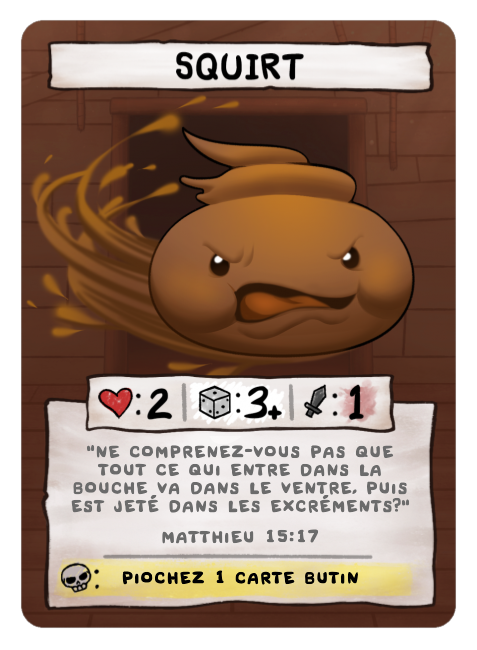 SQUIRT
:2 :3+ :1
"NE COMPRENEZ-VOUS PAS QUE
TOUT CE QUI ENTRE DANS LA
BOUCHE VA DANS LE VENTRE, PUIS
EST JETÉ DANS LES EXCRÉMENTS?"
MATTHIEU 15:17
: PIOCHEZ 1 CARTE BUTIN